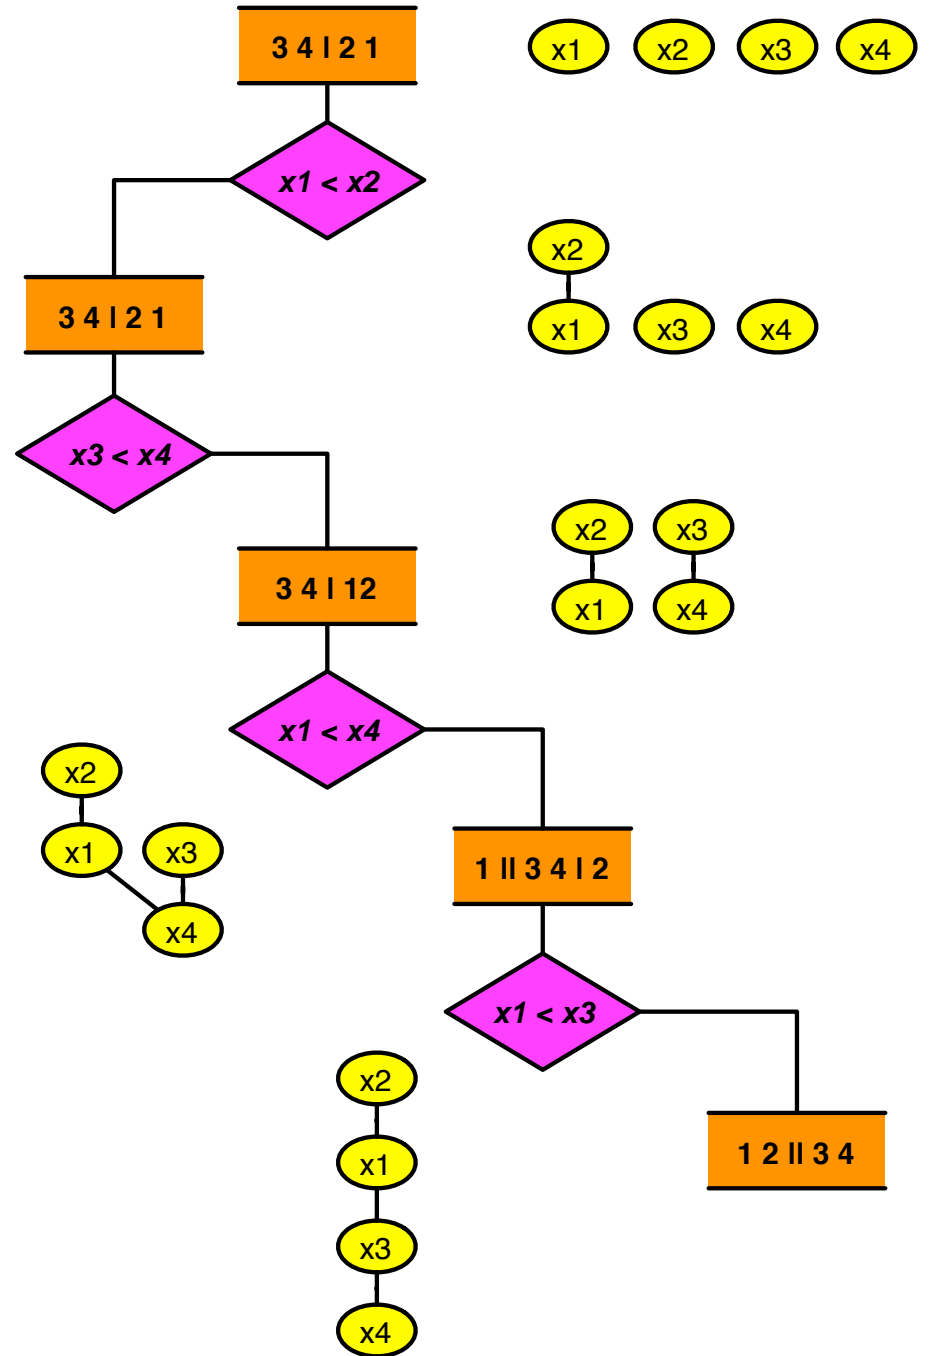 3 4 | 2 1
x1 x2 x3 x4
x1 < x2
x2
3 4 | 2 1
x1 x3 x4
x3 < x4
x2 x3
3 4 | 12
x1 x4
x1 < x4
x2
x1 x3
1 || 3 4 | 2
x4
x1 < x3
x2
x1
1 2 || 3 4
x3
x4